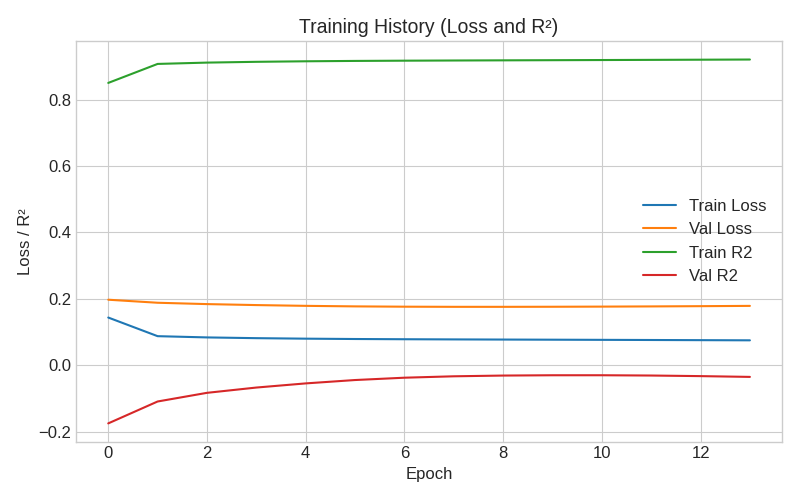 Training History (Loss and R²)
Loss / R²
0.8
0.6
0.4
0.2
0.0
−0.2
Train Loss
Val Loss
Train R2
Val R2
0 2 4 6 8 10 12
Epoch